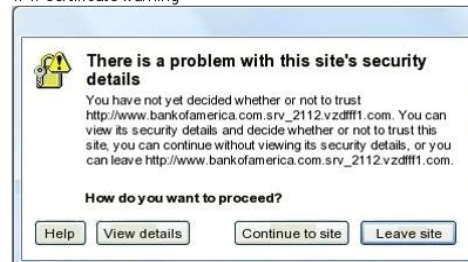 There is a problem with this site's security
details
You have not yet decided whether or not to trust
http://www.bankofamerica.com.srv_2112.vzdfff1.com. You can
view its security details and decide whether or not to trust this
site, you can continue without viewing its security details, or you
can leave http://www.bankofamerica.com.srv_2112.vzdfff1.com.
How do you want to proceed?
Help View details Continue to site Leave site